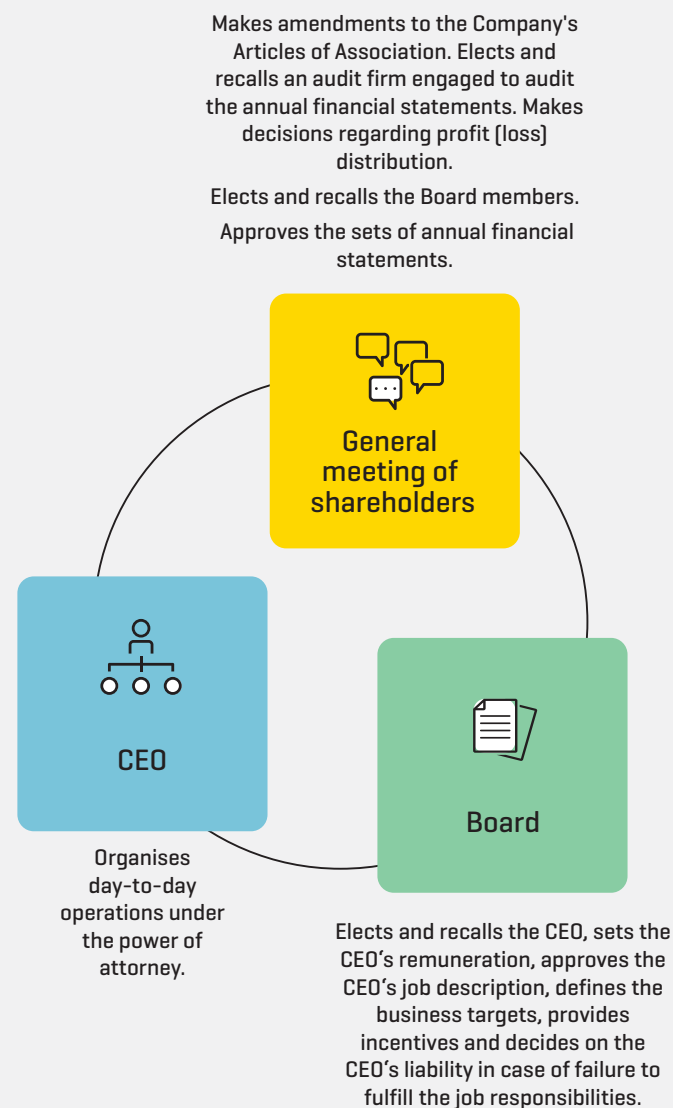 Makes amendments to the Company's
Articles of Association. Elects and
recalls an audit firm engaged to audit
the annual financial statements. Makes
decisions regarding profit (loss)
distribution.
Elects and recalls the Board members.
Approves the sets of annual financial
statements.
General
meeting of
shareholders
CEO
Organises
day-to-day
operations under
the power of
attorney.
Board
Elects and recalls the CEO, sets the
CEO‘s remuneration, approves the
CEO‘s job description, defines the
business targets, provides
incentives and decides on the
CEO‘s liability in case of failure to
fulfill the job responsibilities.